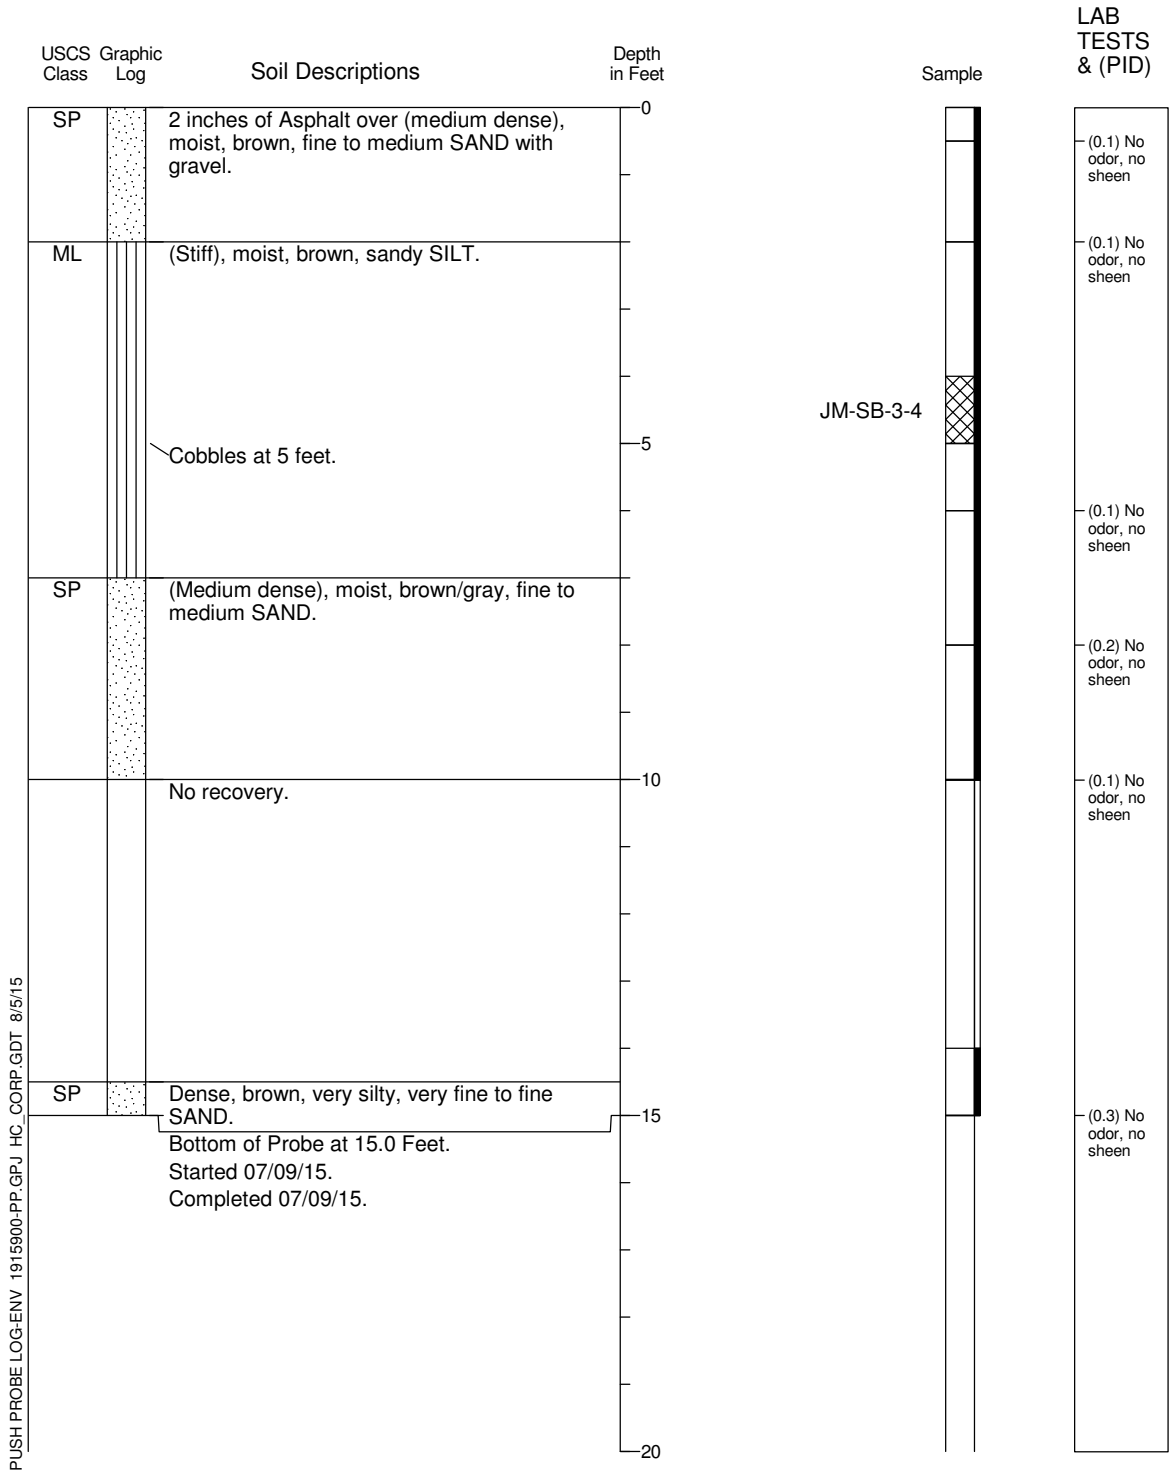 LAB
TESTS
& (PID)
USCS Class
Graphic Log
Soil Descriptions
Depth in Feet
Sample
SP
2 inches of Asphalt over (medium dense),
moist, brown, fine to medium SAND with
gravel.
0
(0.1) No
odor, no
sheen
ML
(Stiff), moist, brown, sandy SILT.
(0.1) No
odor, no
sheen
JM-SB-3-4
5
Cobbles at 5 feet.
(0.1) No
odor, no
sheen
SP
(Medium dense), moist, brown/gray, fine to
medium SAND.
(0.2) No
odor, no
sheen
10
No recovery.
(0.1) No
odor, no
sheen
SP
Dense, brown, very silty, very fine to fine
SAND.
15
(0.3) No
odor, no
sheen
Bottom of Probe at 15.0 Feet.
Started 07/09/15.
Completed 07/09/15.
20
PUSH PROBE LOG-ENV 1915900-PP.GPJ HC_CORP.GDT 8/5/15